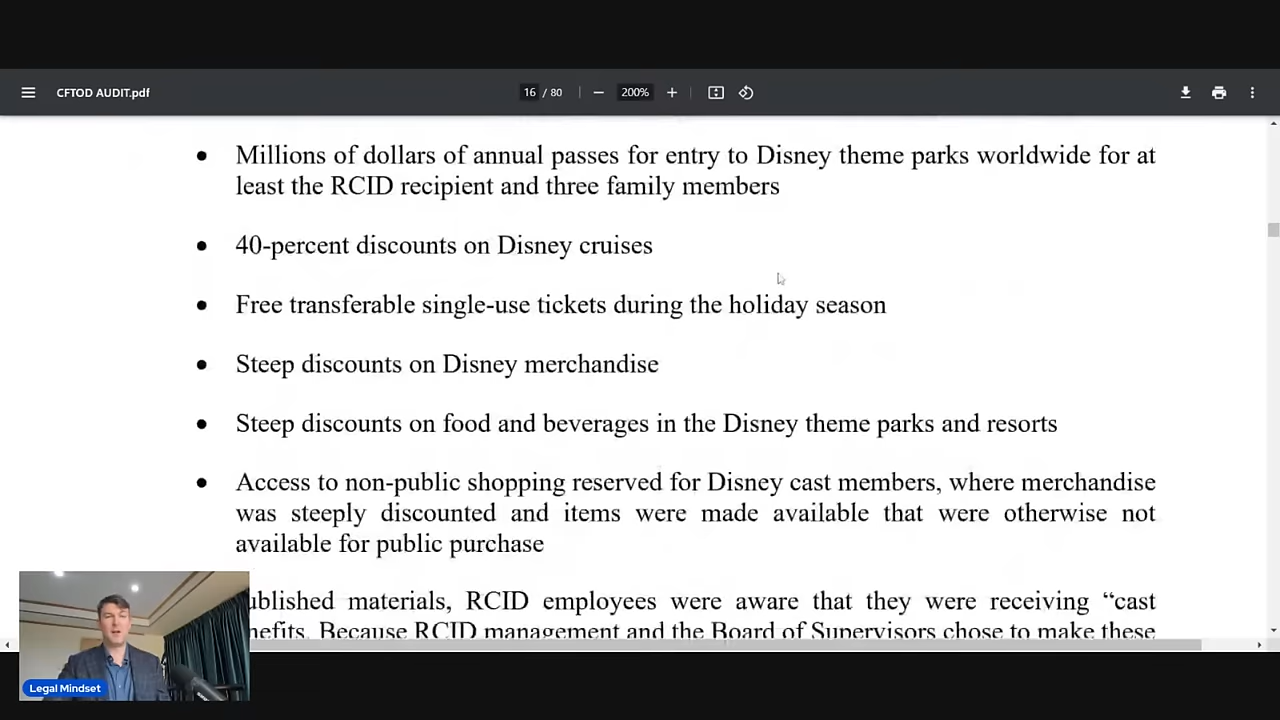 CFTOD AUDIT.pdf
16 / 80
200%
• Millions of dollars of annual passes for entry to Disney theme parks worldwide for at
least the RCID recipient and three family members
• 40-percent discounts on Disney cruises
• Free transferable single-use tickets during the holiday season
• Steep discounts on Disney merchandise
• Steep discounts on food and beverages in the Disney theme parks and resorts
• Access to non-public shopping reserved for Disney cast members, where merchandise
was steeply discounted and items were made available that were otherwise not
available for public purchase
ublished materials, RCID employees were aware that they were receiving “cast
nefits. Because RCID management and the Board of Supervisors chose to make these
Legal Mindset